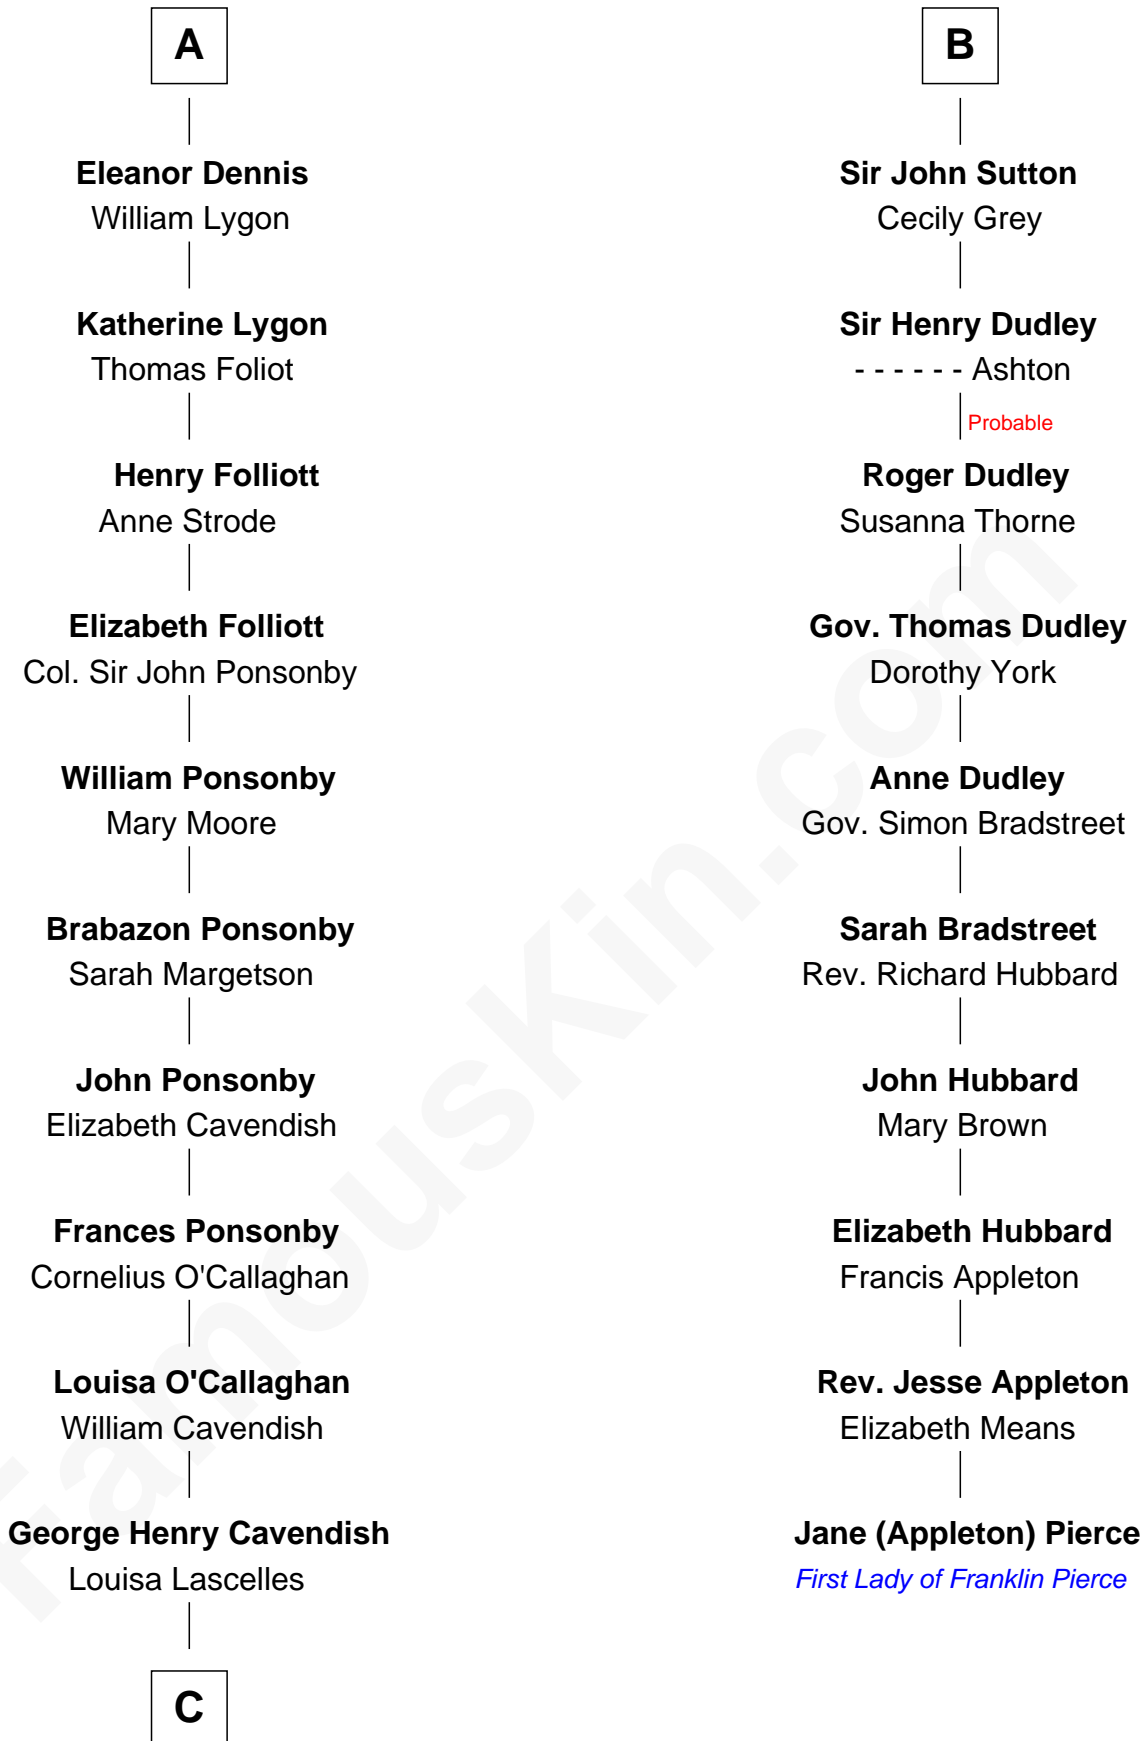 A
Eleanor Dennis
William Lygon
Katherine Lygon
Thomas Foliot
Henry Folliott
Anne Strode
Elizabeth Folliott
Col. Sir John Ponsonby
William Ponsonby
Mary Moore
Brabazon Ponsonby
Sarah Margetson
John Ponsonby
Elizabeth Cavendish
Frances Ponsonby
Cornelius O'Callaghan
Louisa O'Callaghan
William Cavendish
George Henry Cavendish
Louisa Lascelles
C
B
Sir John Sutton
Cecily Grey
Sir Henry Dudley
- - - - - - Ashton
Probable
Roger Dudley
Susanna Thorne
Gov. Thomas Dudley
Dorothy York
Anne Dudley
Gov. Simon Bradstreet
Sarah Bradstreet
Rev. Richard Hubbard
John Hubbard
Mary Brown
Elizabeth Hubbard
Francis Appleton
Rev. Jesse Appleton
Elizabeth Means
Jane (Appleton) Pierce
First Lady of Franklin Pierce
FamousKin.com